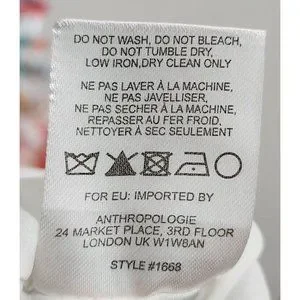 DO NOT WASH, DO NOT BLEACH,
DO NOT TUMBLE DRY,
LOW IRON,DRY CLEAN ONLY
NE PAS LAVER À LA MACHINE,
NE PAS JAVELLISER,
NE PAS SECHER À LA MACHINE,
REPASSER AU FER FROID,
NETTOYER À SEC SEULEMENT
FOR EU: IMPORTED BY
ANTHROPOLOGIE
24 MARKET PLACE, 3RD FLOOR
LONDON UK W1W8AN
STYLE #1668